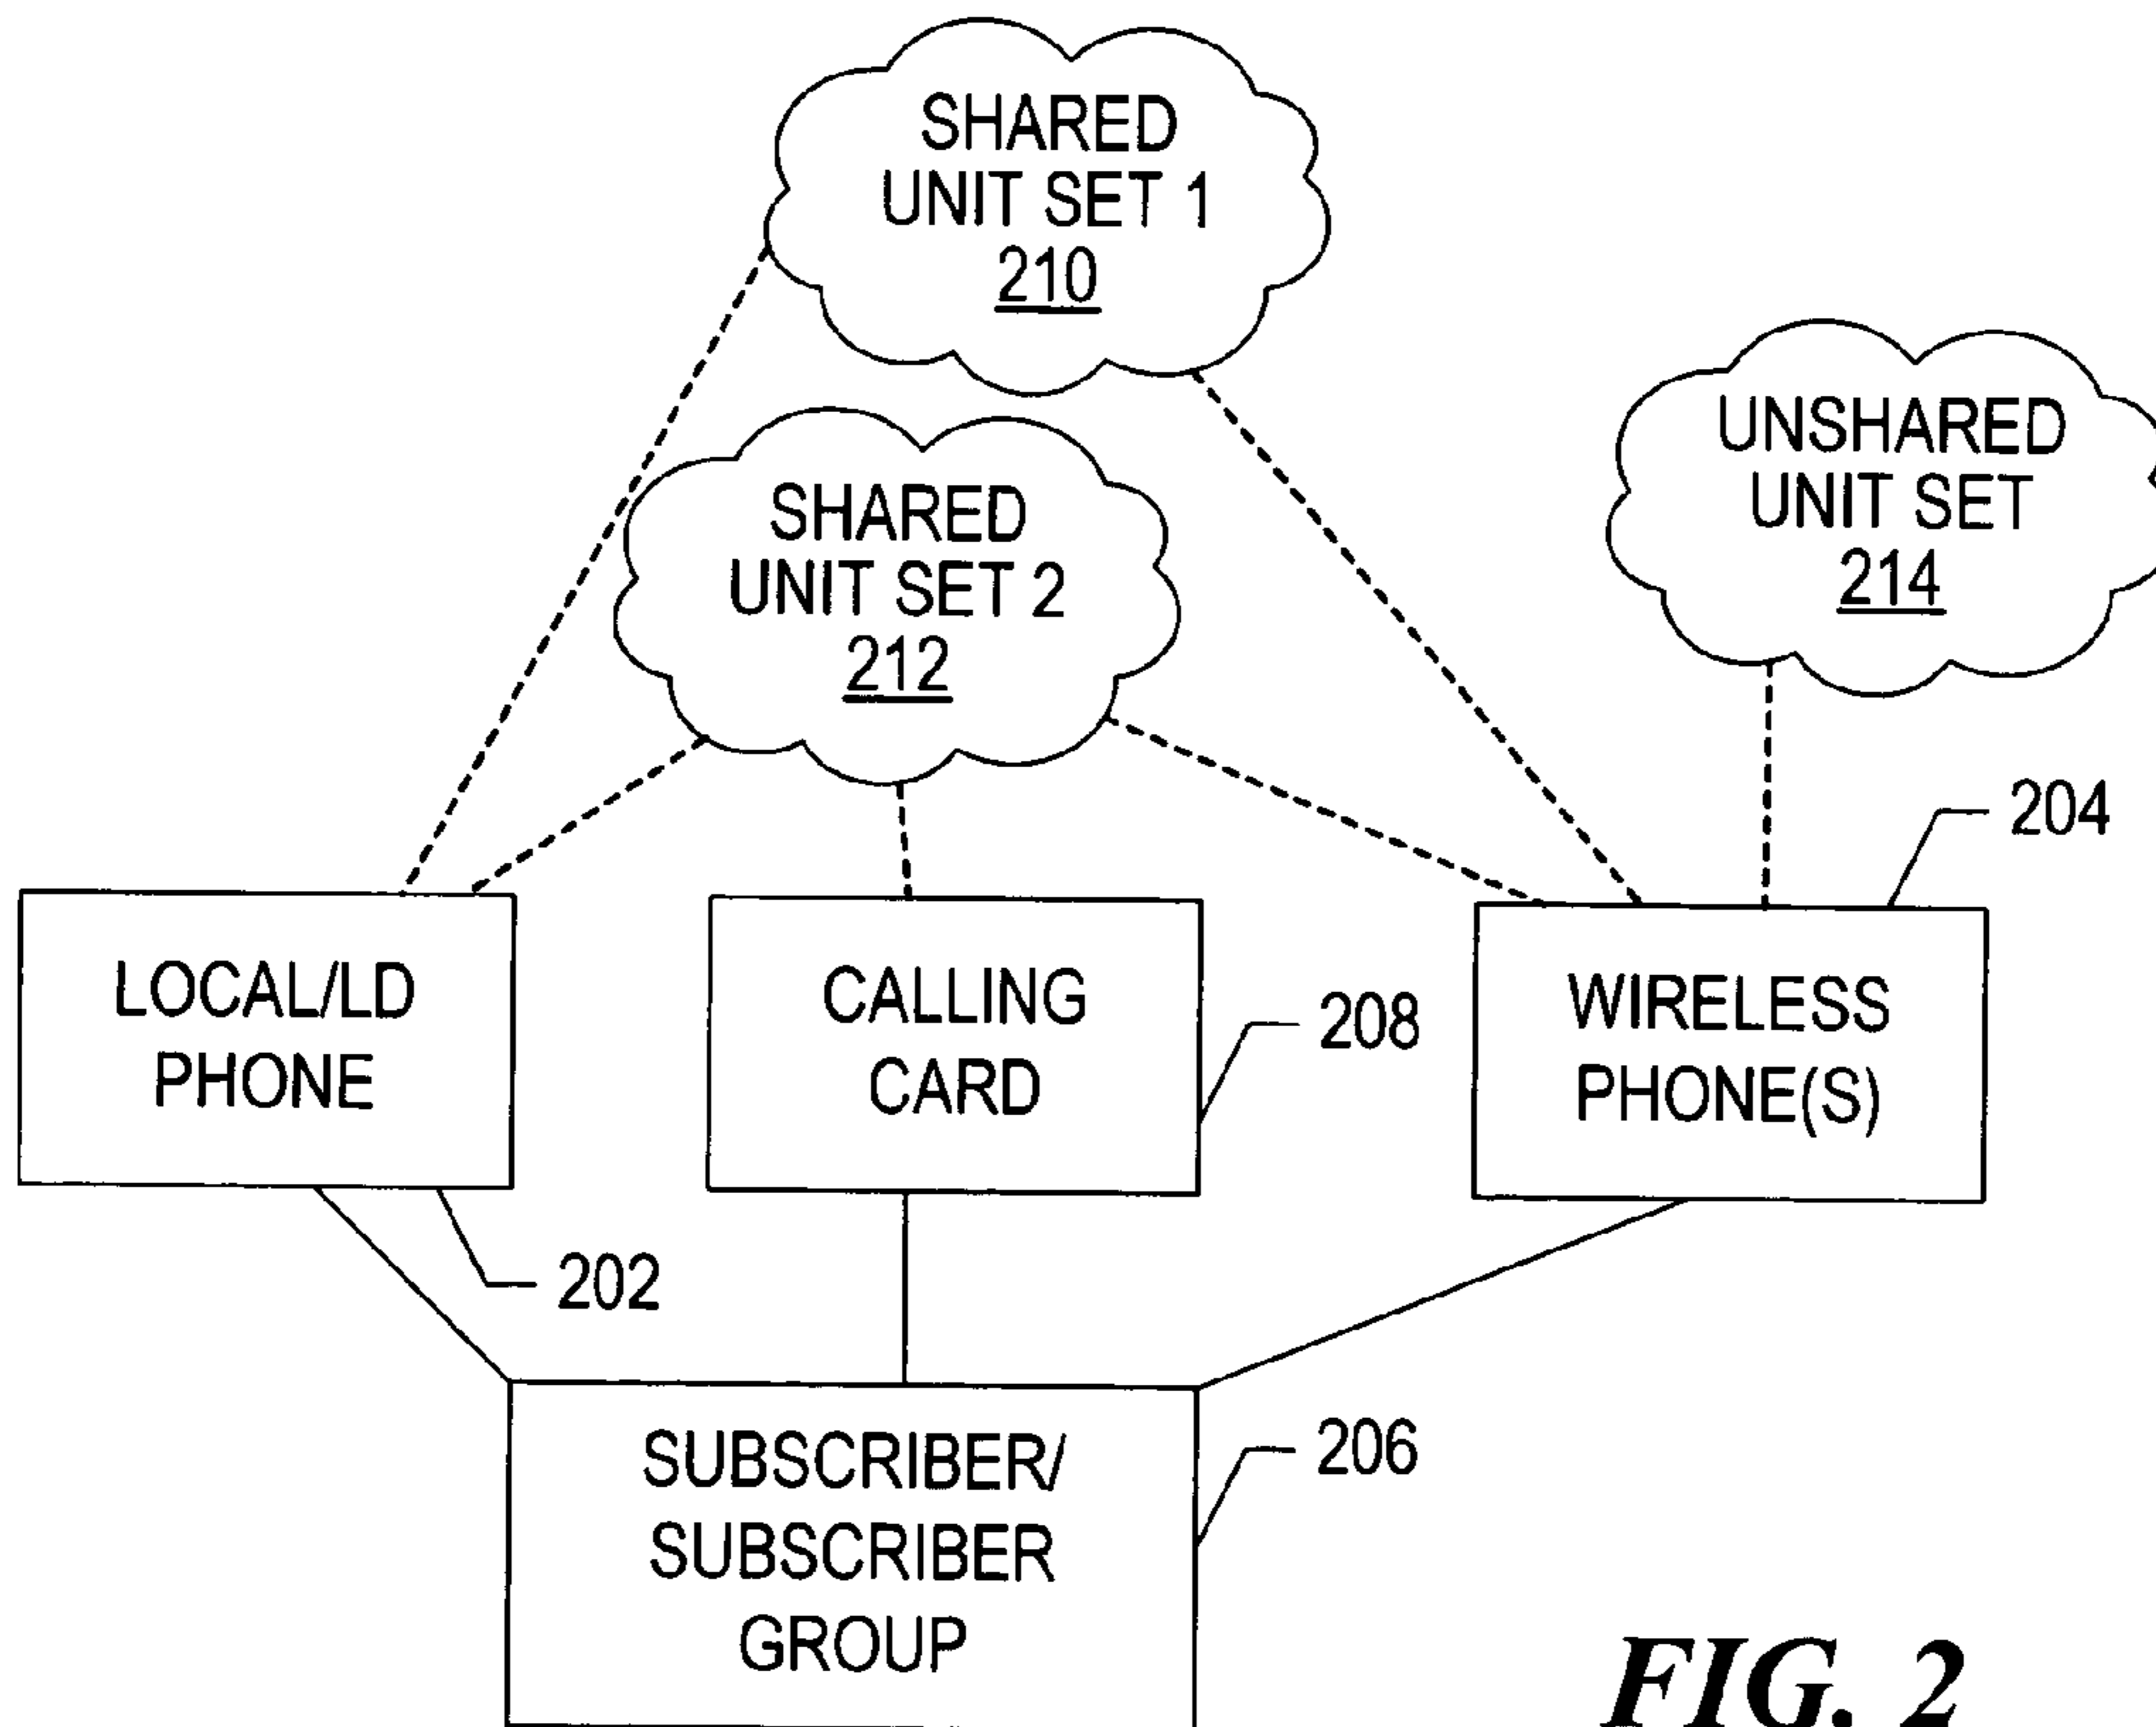 SHARED
UNIT SET 1
210
UNSHARED
UNIT SET
214
SHARED
UNIT SET 2
212
204
LOCAL/LD
PHONE
CALLING
CARD
208
WIRELESS
PHONE(S)
202
SUBSCRIBER/
SUBSCRIBER
GROUP
206
FIG. 2